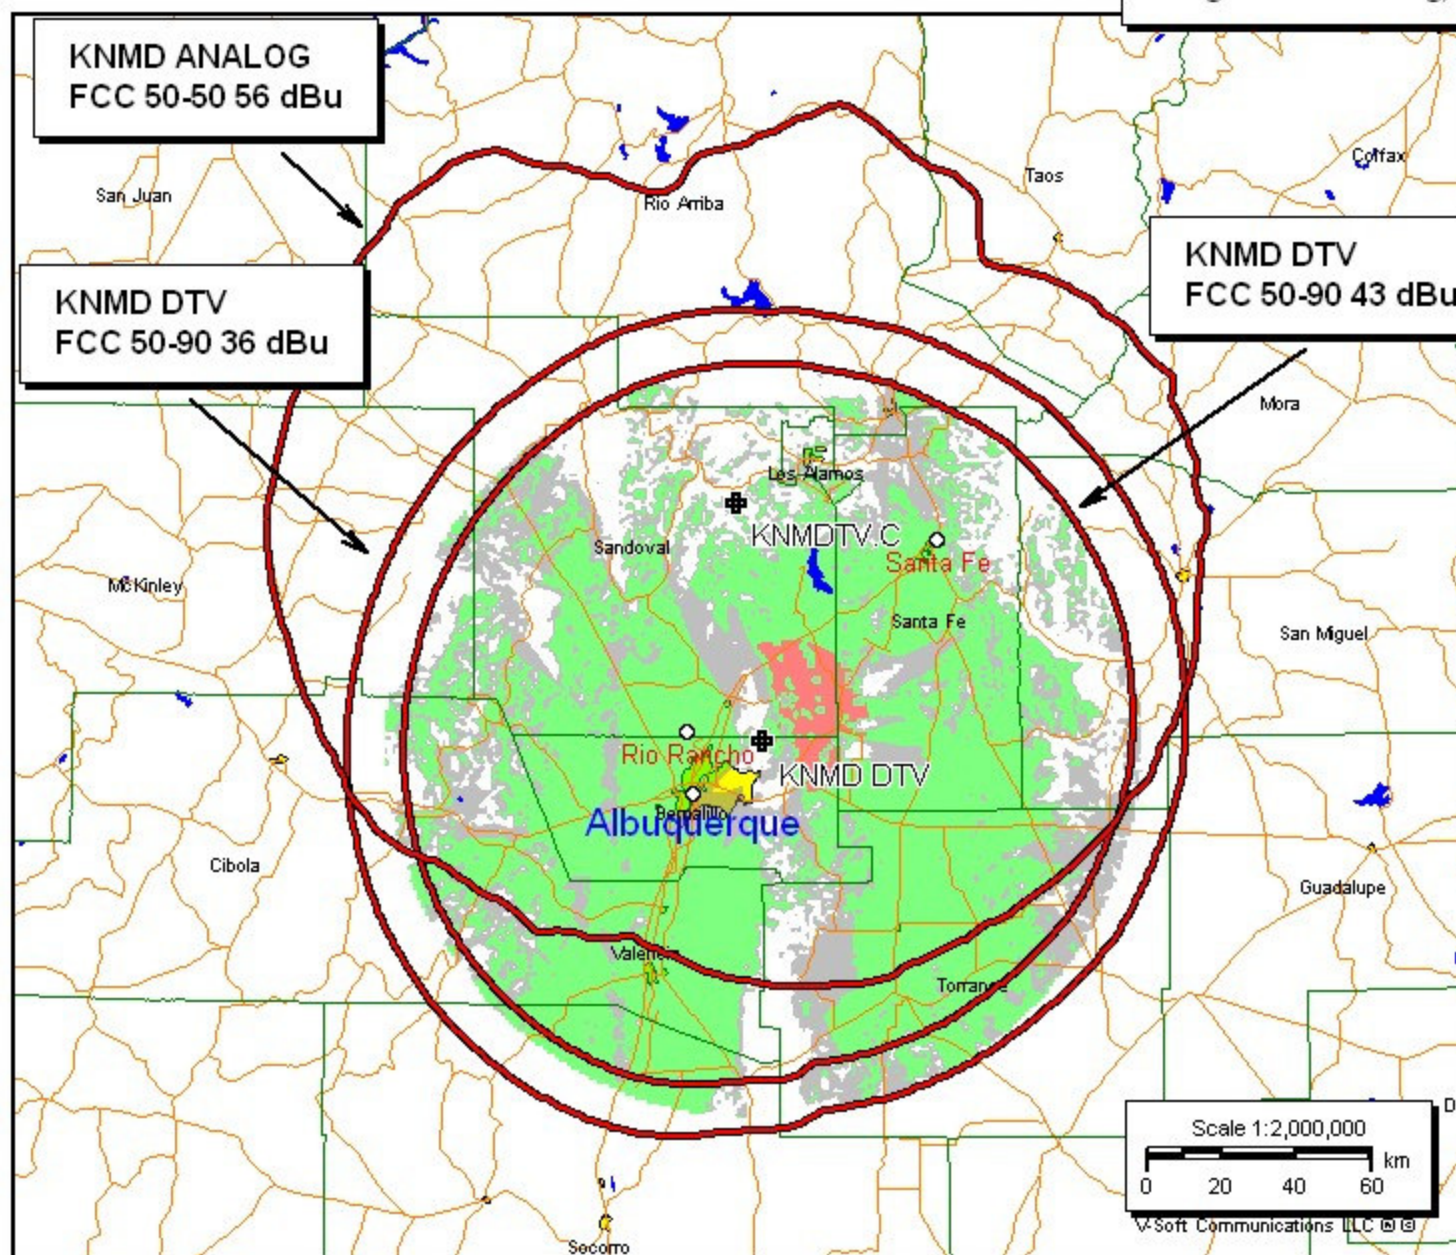 KNMD ANALOG
FCC 50-50 56 dBu
San Juan
Rio Arriba
Taos
Colfax
KNMD DTV
FCC 50-90 36 dBu
KNMD DTV
FCC 50-90 43 dBu
Mora
Los Alamos
KNMDTV.C
Sandoval
Santa Fe
McKinley
Santa Fe
San Miguel
Rio Rancho
KNMD DTV
Bernalillo
Albuquerque
Cibola
Guadalupe
Valencia
Torrance
Scale 1:2,000,000
km
0 20 40 60
V-Soft Communications LLC ® ©
Socorro